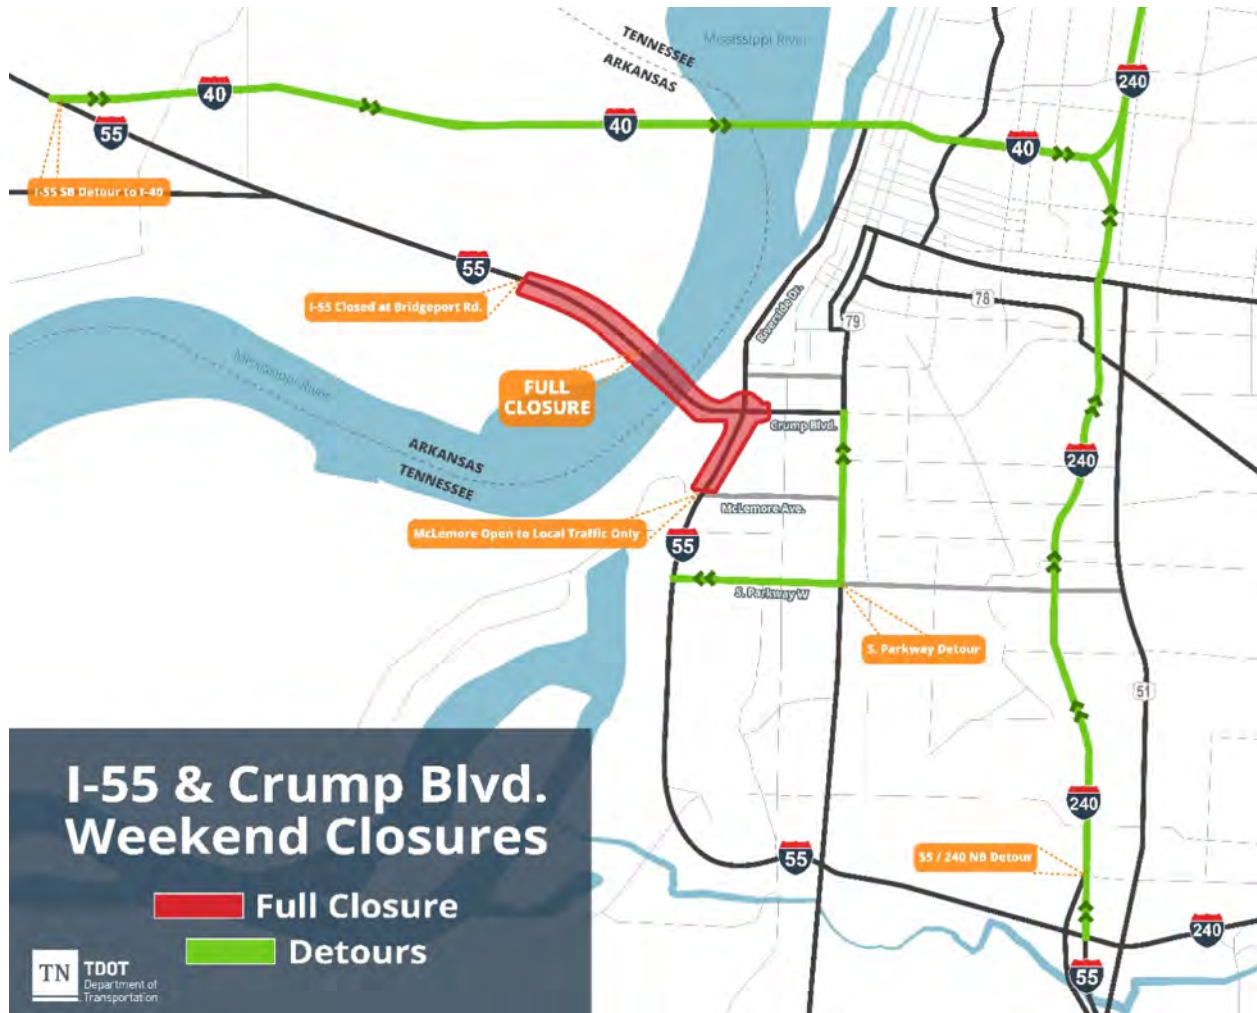 Mississippi River
TENNESSEE
ARKANSAS
240
40
55
40
40
I-55 SB Detour to I-40
55
I-55 Closed at Bridgeport Rd.
Riverside Dr.
78
79
Mississippi River
FULL
CLOSURE
Crump Blvd.
ARKANSAS
TENNESSEE
240
McLemore Ave.
McLemore Open to Local Traffic Only
55
S. Parkway W
S. Parkway Detour
51
I-55 & Crump Blvd.
Weekend Closures
Full Closure
Detours
TN
TDOT
Department of
Transportation
240
55
55 / 240 NB Detour
240
55